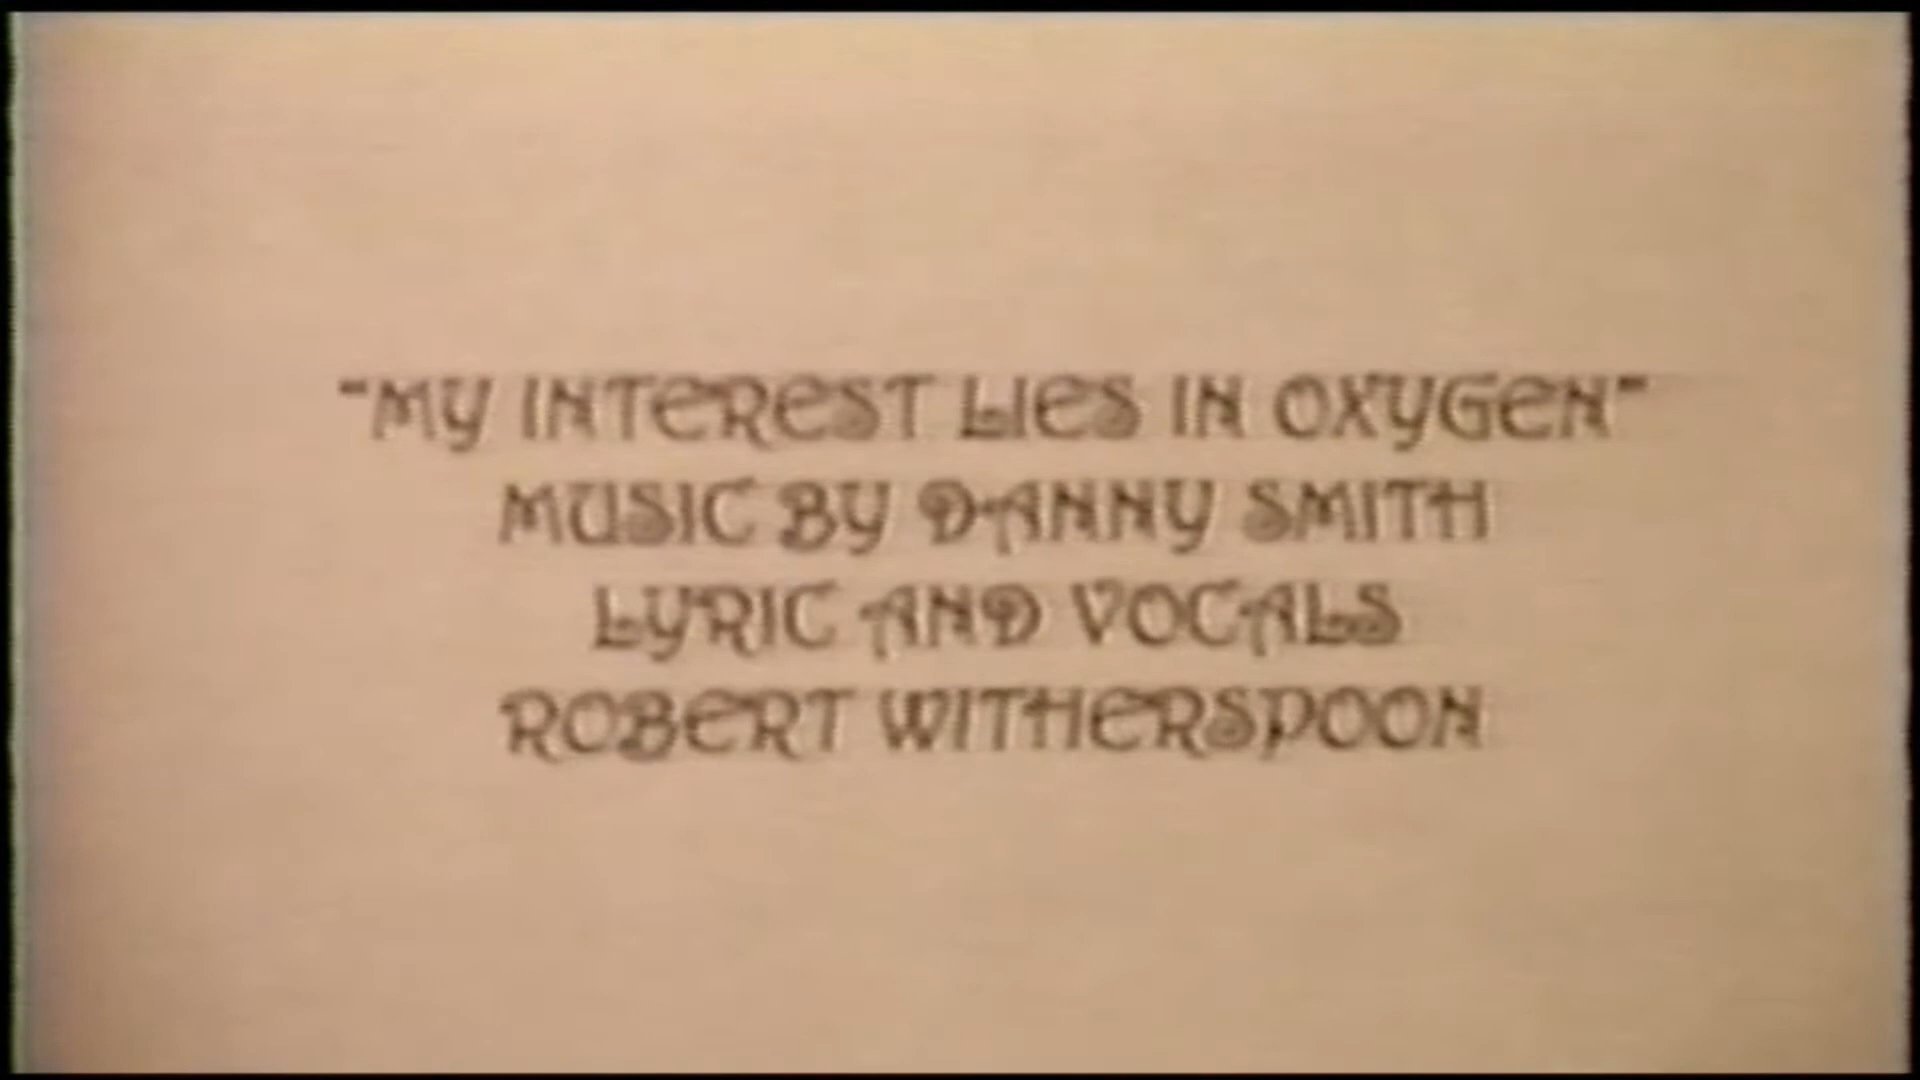 "MY INTEREST LIES IN OXYGEN"
MUSIC BY DANNY SMITH
LYRIC AND VOCALS
ROBERT WITHERSPOON